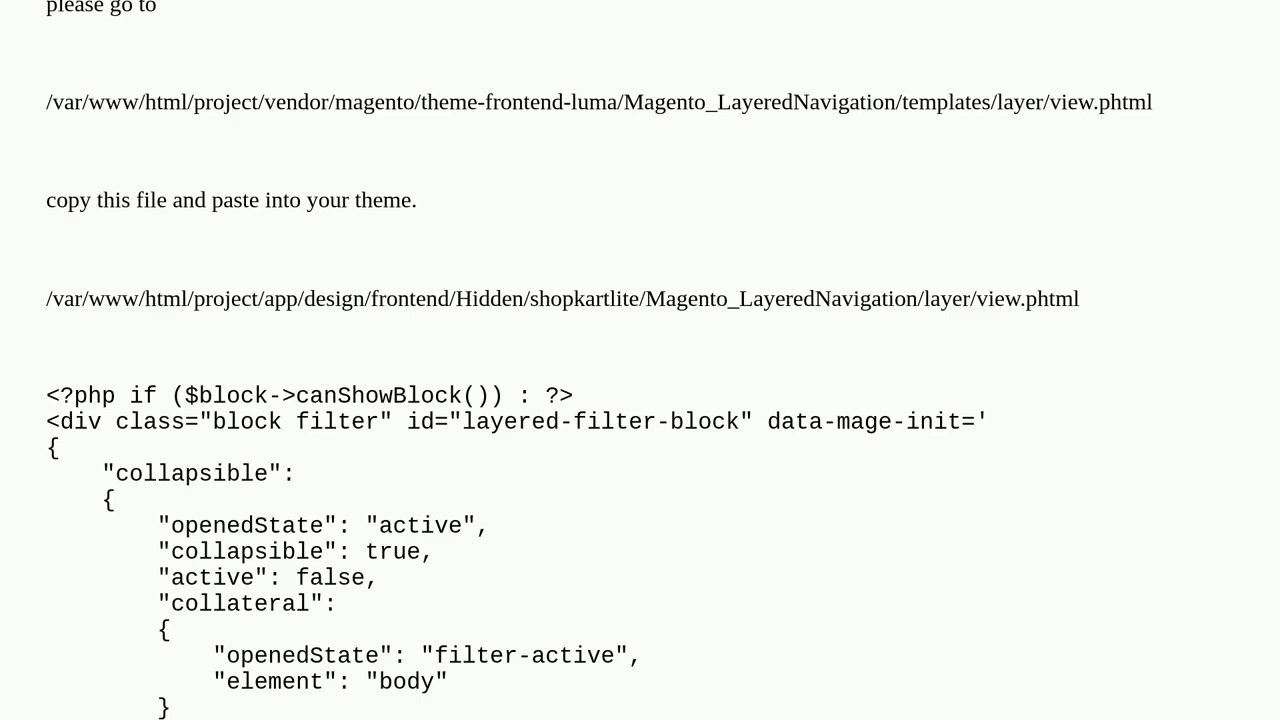 please go to
/var/www/html/project/vendor/magento/theme-frontend-luma/Magento_LayeredNavigation/templates/layer/view.phtml
copy this file and paste into your theme.
/var/www/html/project/app/design/frontend/Hidden/shopkartlite/Magento_LayeredNavigation/layer/view.phtml
<?php if ($block->canShowBlock()) : ?>
<div class="block filter" id="layered-filter-block" data-mage-init='
{
    "collapsible":
    {
        "openedState": "active",
        "collapsible": true,
        "active": false,
        "collateral":
        {
            "openedState": "filter-active",
            "element": "body"
        }